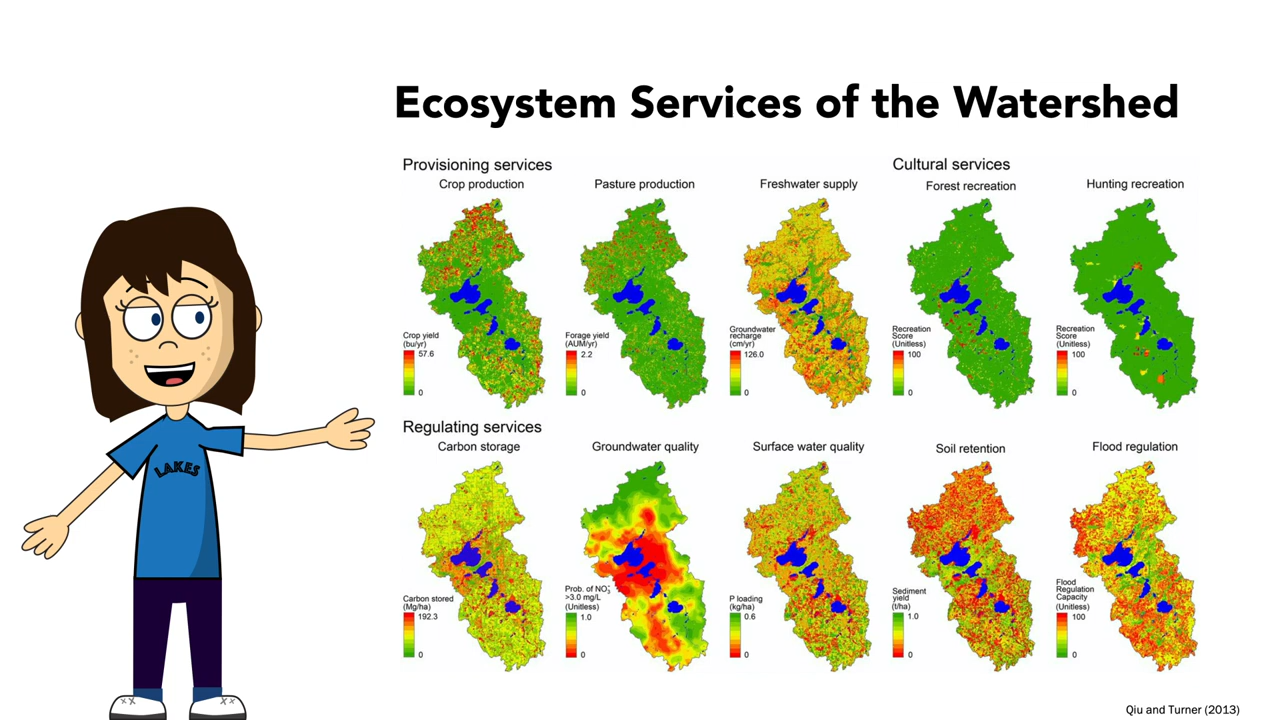 Ecosystem Services of the Watershed
Provisioning services
Cultural services
Crop production
Pasture production
Freshwater supply
Forest recreation
Hunting recreation
Crop yield
(bu/yr)
57.6
0
Forage yield
(AUM/yr)
2.2
0
Groundwater
recharge
(cm/yr)
126.0
0
Recreation
Score
(Unitless)
100
0
Recreation
Score
(Unitless)
100
0
LAKES
Regulating services
Carbon storage
Groundwater quality
Surface water quality
Soil retention
Flood regulation
Carbon stored
(Mg/ha)
192.3
0
Prob. of NO₃⁻
>3.0 mg/L
(Unitless)
1.0
0
P loading
(kg/ha)
0.6
0
Sediment
yield
(t/ha)
1.0
0
Flood
Regulation
Capacity
(Unitless)
100
0
Qiu and Turner (2013)